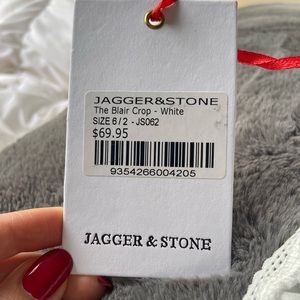 JAGGER&STONE
The Blair Crop - White
SIZE 6/2 - JS062
$69.95
9354266004205
JAGGER & STONE